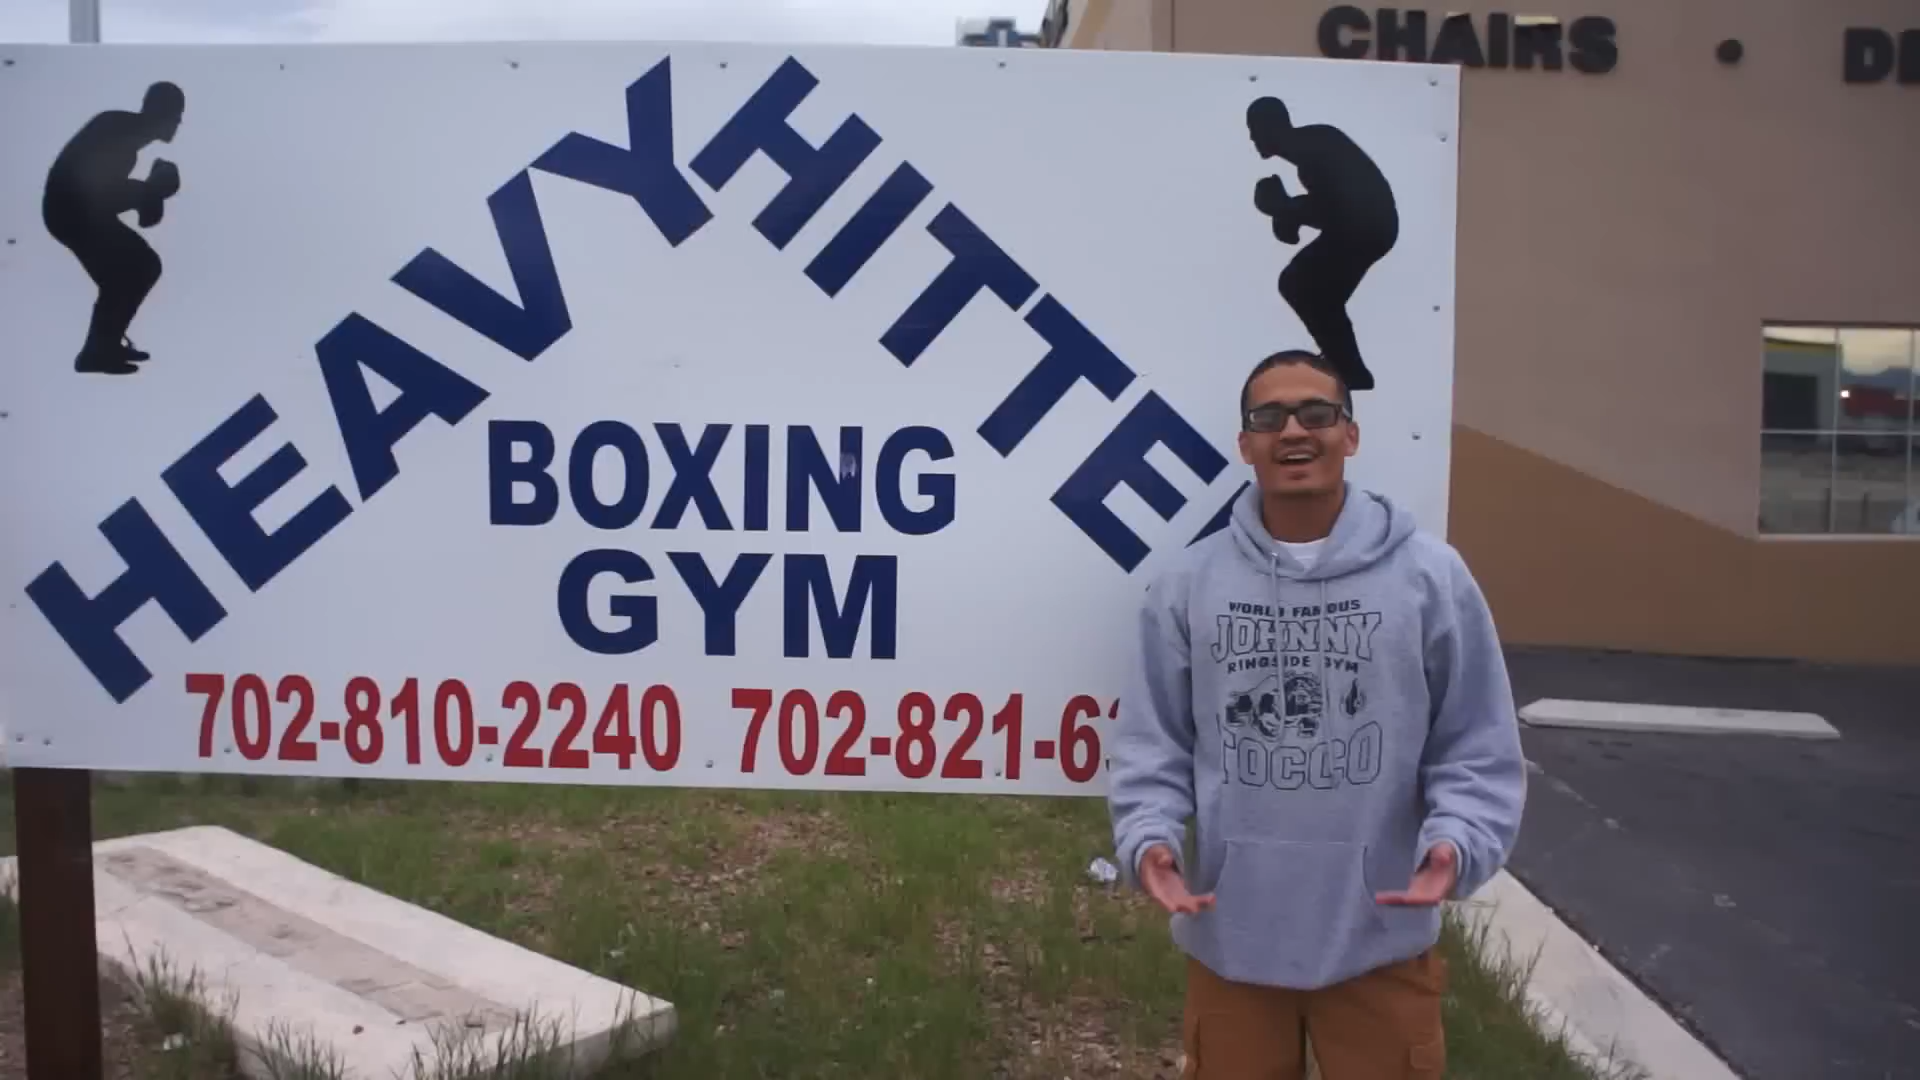 CHAIRS •
HEAVY HITTE
BOXING
GYM
702-810-2240 702-821-6
WORLD FAMOUS
JOHNNY
RINGSIDE GYM
TOCCO